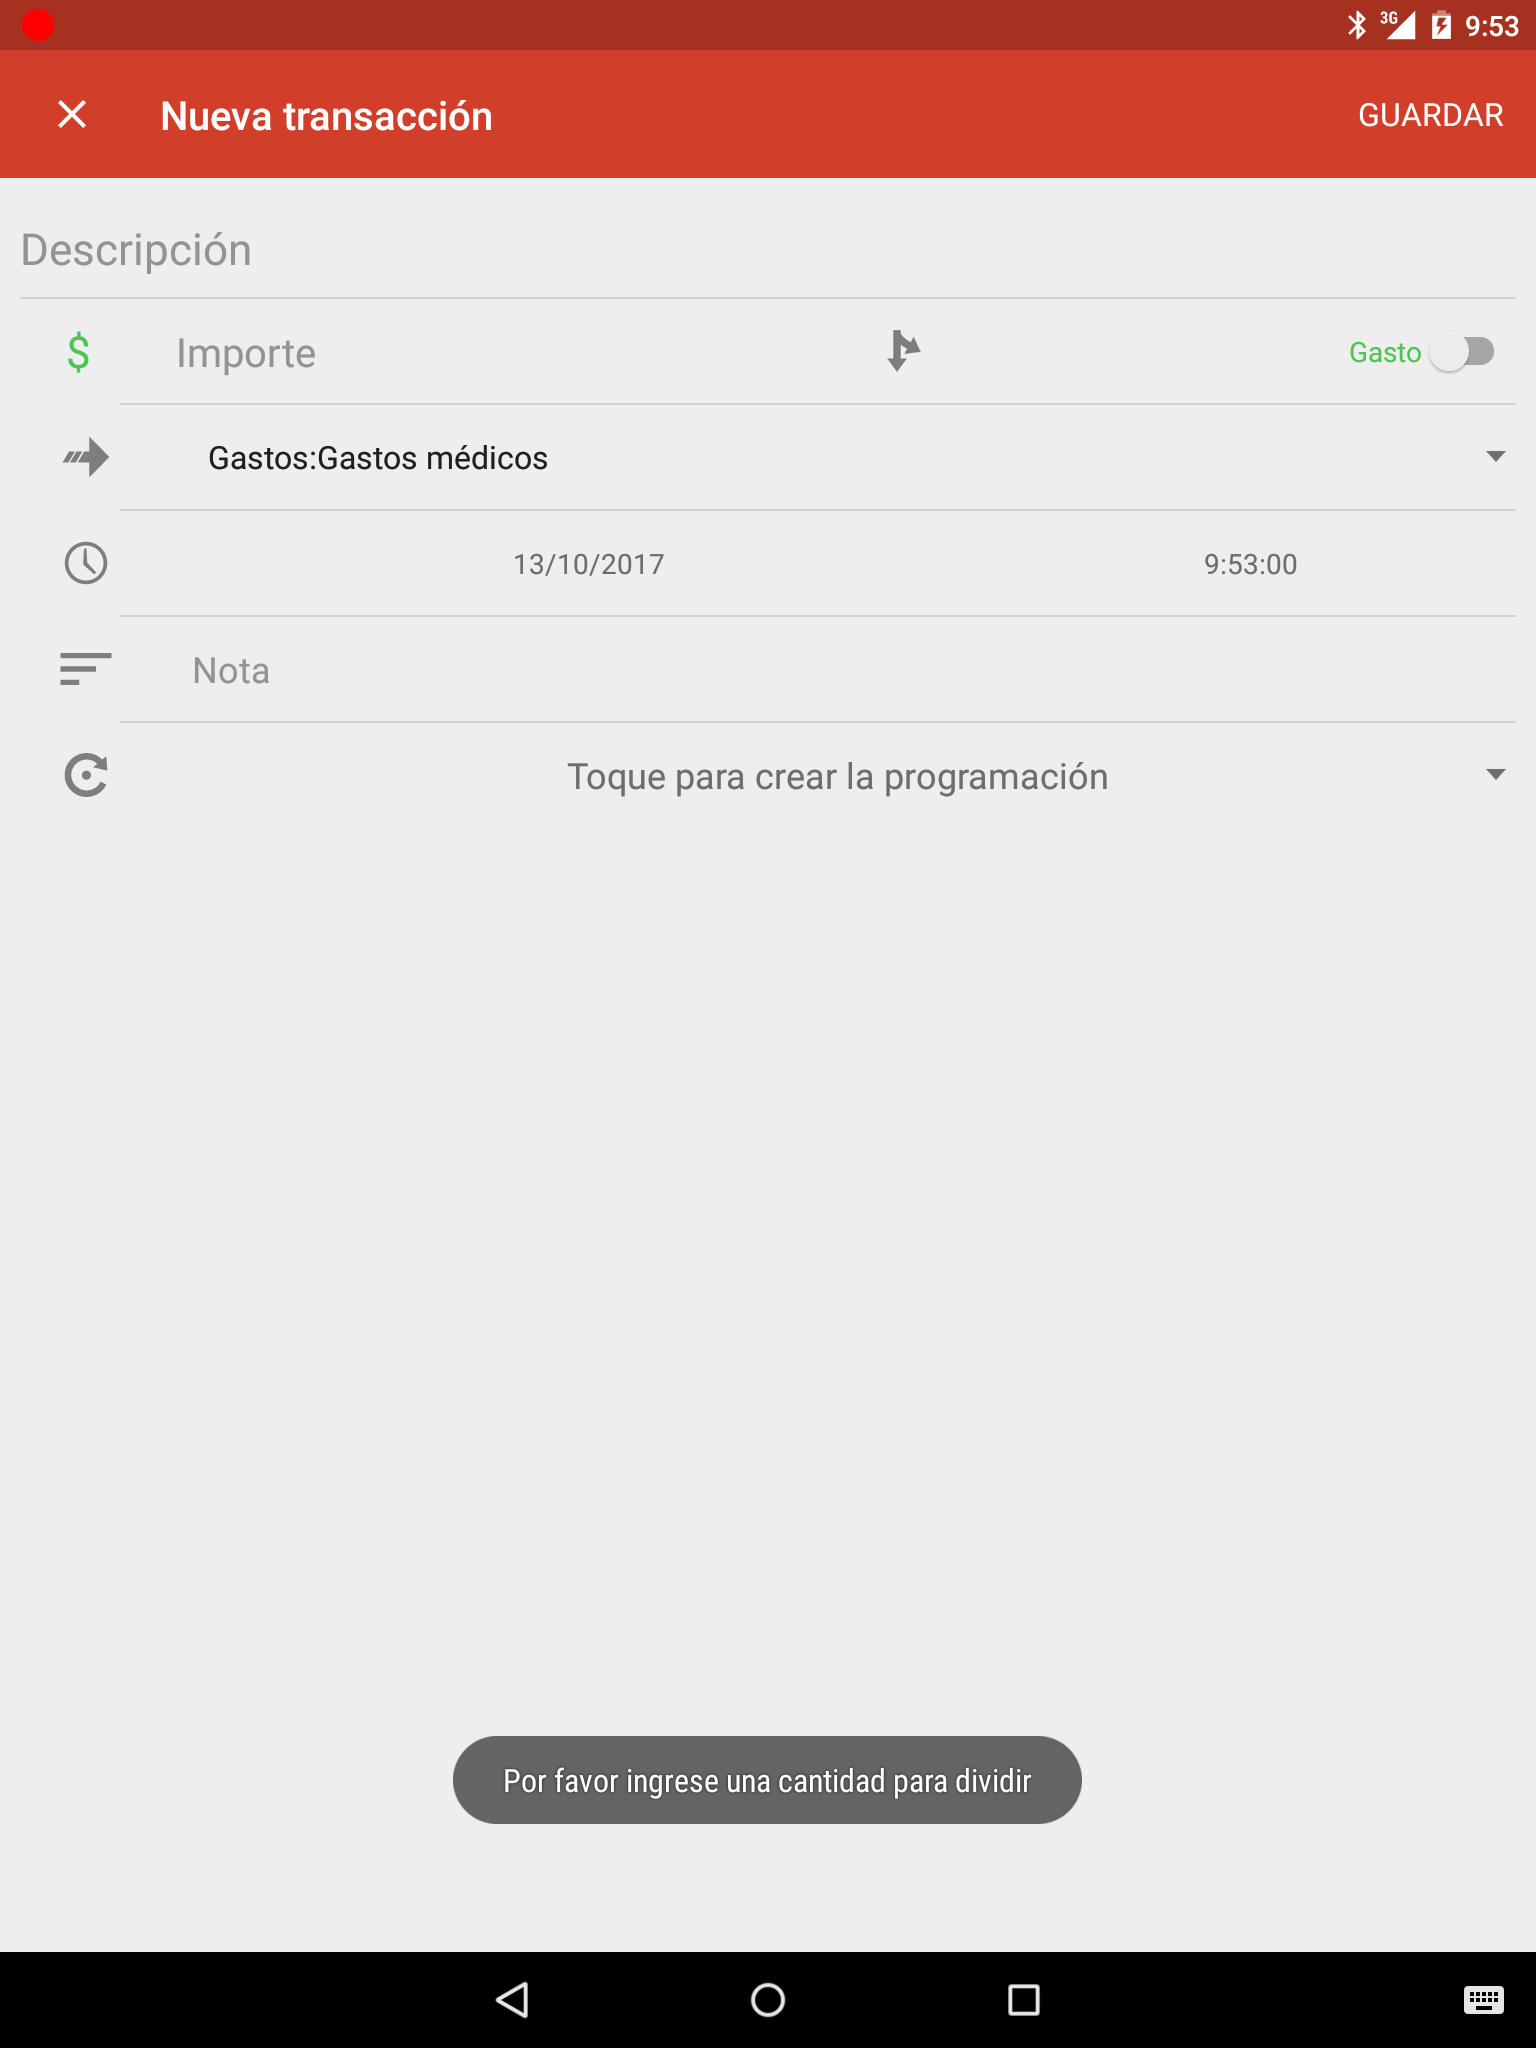 3G 9:53
Nueva transacción GUARDAR
Descripción
$ Importe Gasto
Gastos:Gastos médicos
13/10/2017 9:53:00
Nota
Toque para crear la programación
Por favor ingrese una cantidad para dividir